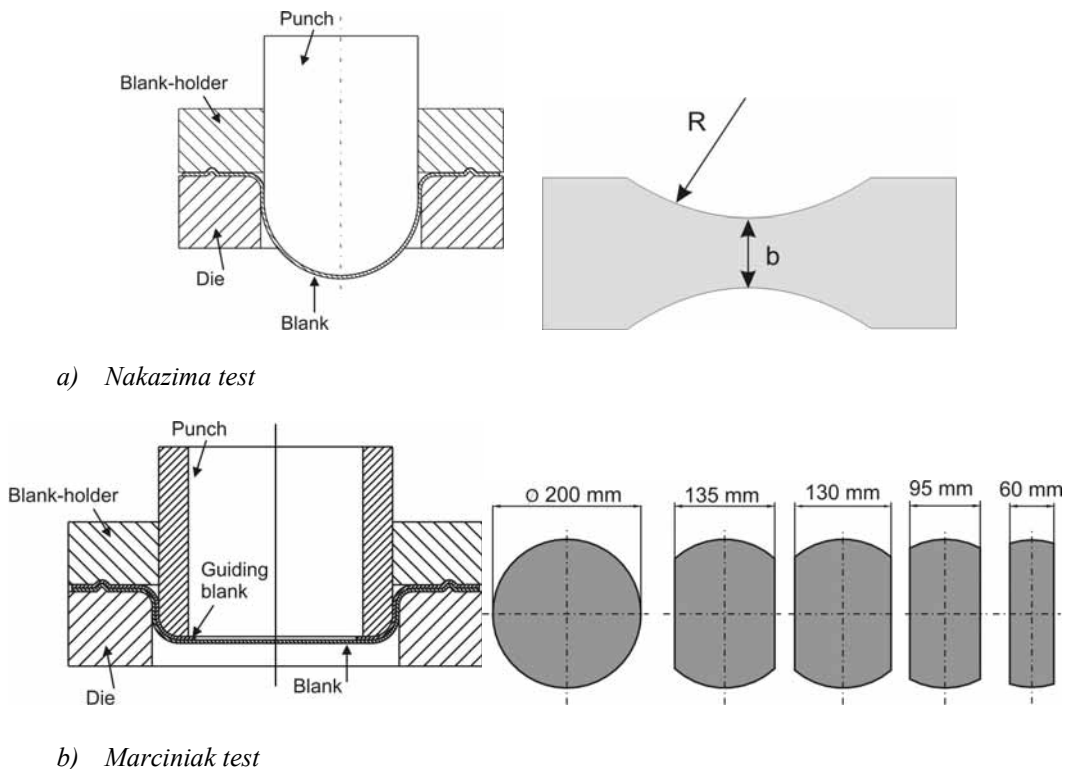 Punch
Blank-holder
R
b
Die
Blank
a) Nakazima test
Punch
Blank-holder
Guiding
blank
Die
Blank
O 200 mm
135 mm
130 mm
95 mm
60 mm
b) Marciniak test